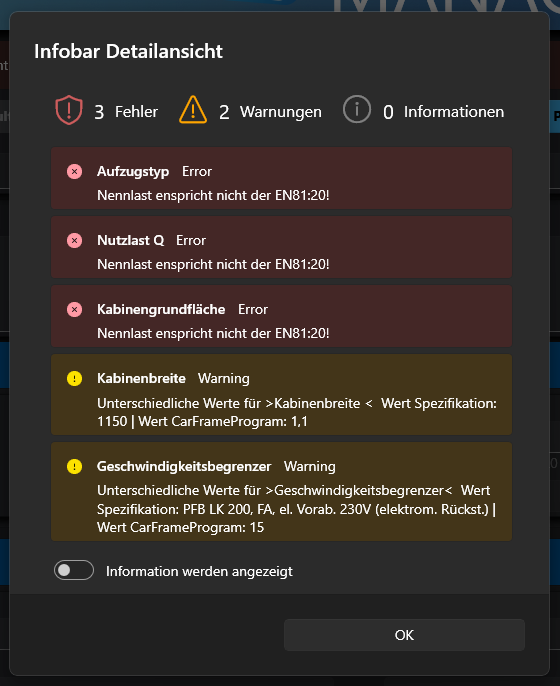 MANAG
Infobar Detailansicht
3 Fehler 2 Warnungen 0 Informationen
Aufzugstyp Error
Nennlast enspricht nicht der EN81:20!
Nutzlast Q Error
Nennlast enspricht nicht der EN81:20!
Kabinengrundfläche Error
Nennlast enspricht nicht der EN81:20!
Kabinenbreite Warning
Unterschiedliche Werte für >Kabinenbreite < Wert Spezifikation:
1150 | Wert CarFrameProgram: 1,1
Geschwindigkeitsbegrenzer Warning
Unterschiedliche Werte für >Geschwindigkeitsbegrenzer< Wert
Spezifikation: PFB LK 200, FA, el. Vorab. 230V (elektrom. Rückst.) |
Wert CarFrameProgram: 15
Information werden angezeigt
OK